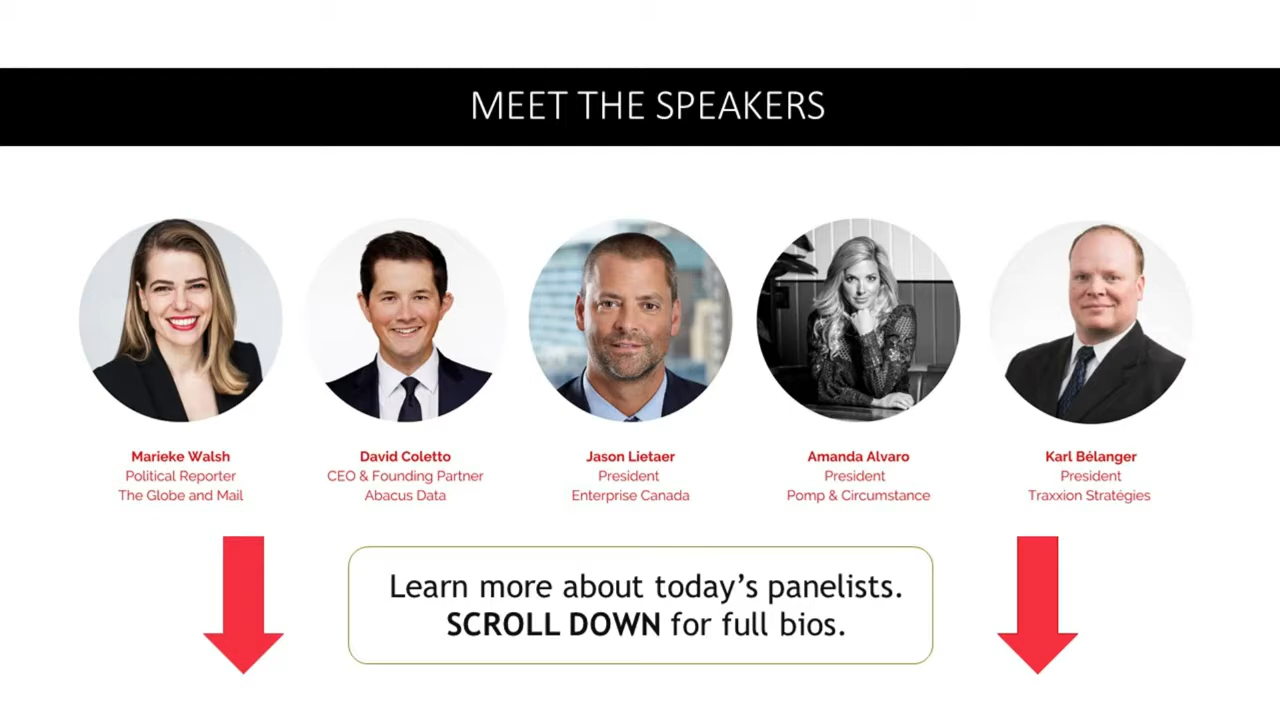 MEET THE SPEAKERS
Marieke Walsh
Political Reporter
The Globe and Mail
David Coletto
CEO & Founding Partner
Abacus Data
Jason Lietaer
President
Enterprise Canada
Amanda Alvaro
President
Pomp & Circumstance
Karl Bélanger
President
Traxxion Stratégies
Learn more about today’s panelists.
SCROLL DOWN for full bios.